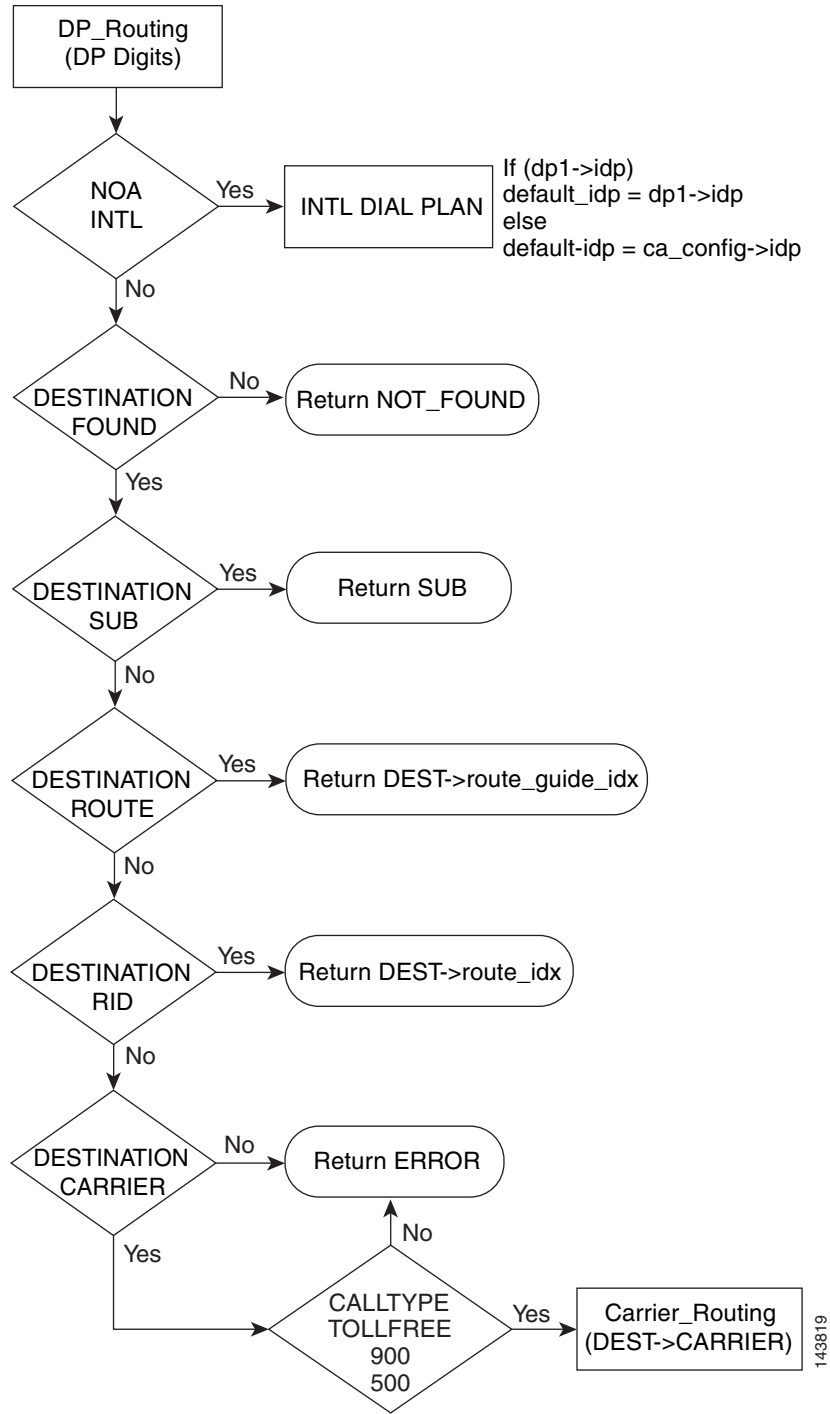 DP_Routing
(DP Digits)
NOA
INTL
Yes
INTL DIAL PLAN
If (dp1->idp)
default_idp = dp1->idp
else
default-idp = ca_config->idp
No
DESTINATION
FOUND
No
Return NOT_FOUND
Yes
DESTINATION
SUB
Yes
Return SUB
No
DESTINATION
ROUTE
Yes
Return DEST->route_guide_idx
No
DESTINATION
RID
Yes
Return DEST->route_idx
No
DESTINATION
CARRIER
No
Return ERROR
Yes
No
CALLTYPE
TOLLFREE
900
500
Yes
Carrier_Routing
(DEST->CARRIER)
143819